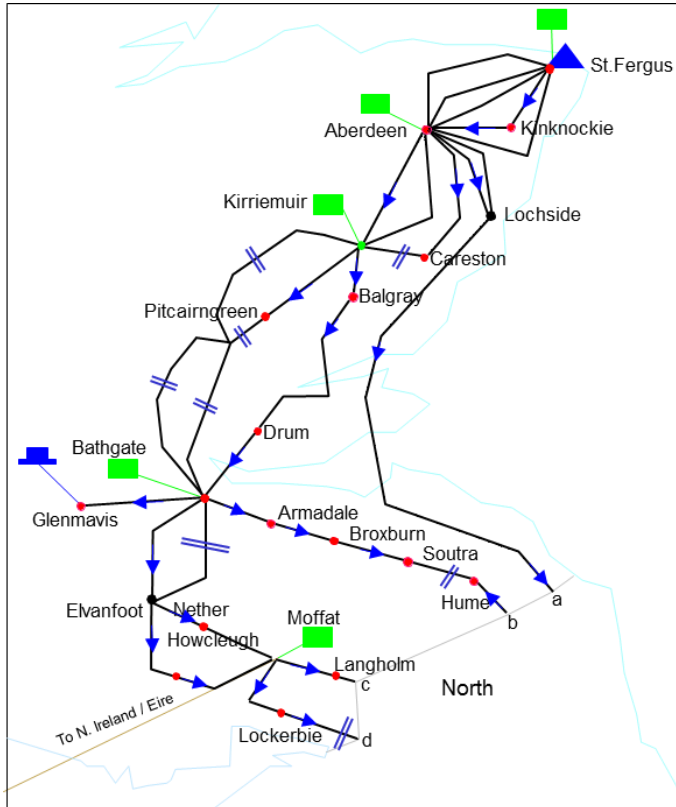 St.Fergus
Aberdeen
Kinknockie
Kirriemuir
Lochside
Careston
Balgray
Pitcairngreen
Drum
Bathgate
Glenmavis
Armadale
Broxburn
Soutra
Hume
a
b
Elvanfoot
Nether
Howcleugh
Moffat
Langholm
c
North
To N. Ireland / Eire
Lockerbie
d